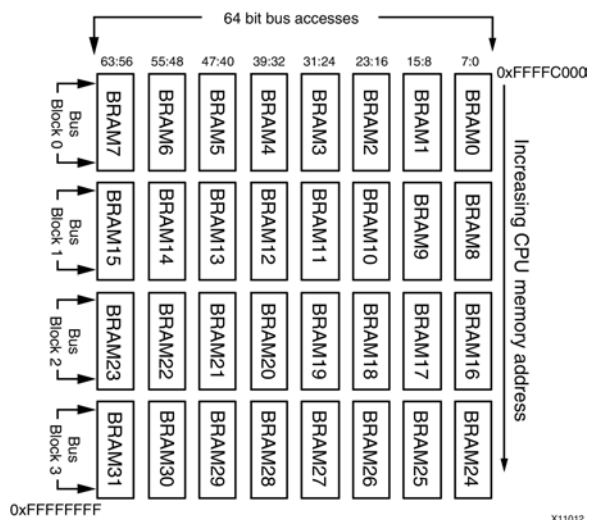 64 bit bus accesses
63:56 55:48 47:40 39:32 31:24 23:16 15:8 7:0
0xFFFFC000
Bus
Block 0
BRAM7 BRAM6 BRAM5 BRAM4 BRAM3 BRAM2 BRAM1 BRAM0
Increasing CPU memory address
Bus
Block 1
BRAM15 BRAM14 BRAM13 BRAM12 BRAM11 BRAM10 BRAM9 BRAM8
Bus
Block 2
BRAM23 BRAM22 BRAM21 BRAM20 BRAM19 BRAM18 BRAM17 BRAM16
Bus
Block 3
BRAM31 BRAM30 BRAM29 BRAM28 BRAM27 BRAM26 BRAM25 BRAM24
0xFFFFFFFF
X11012